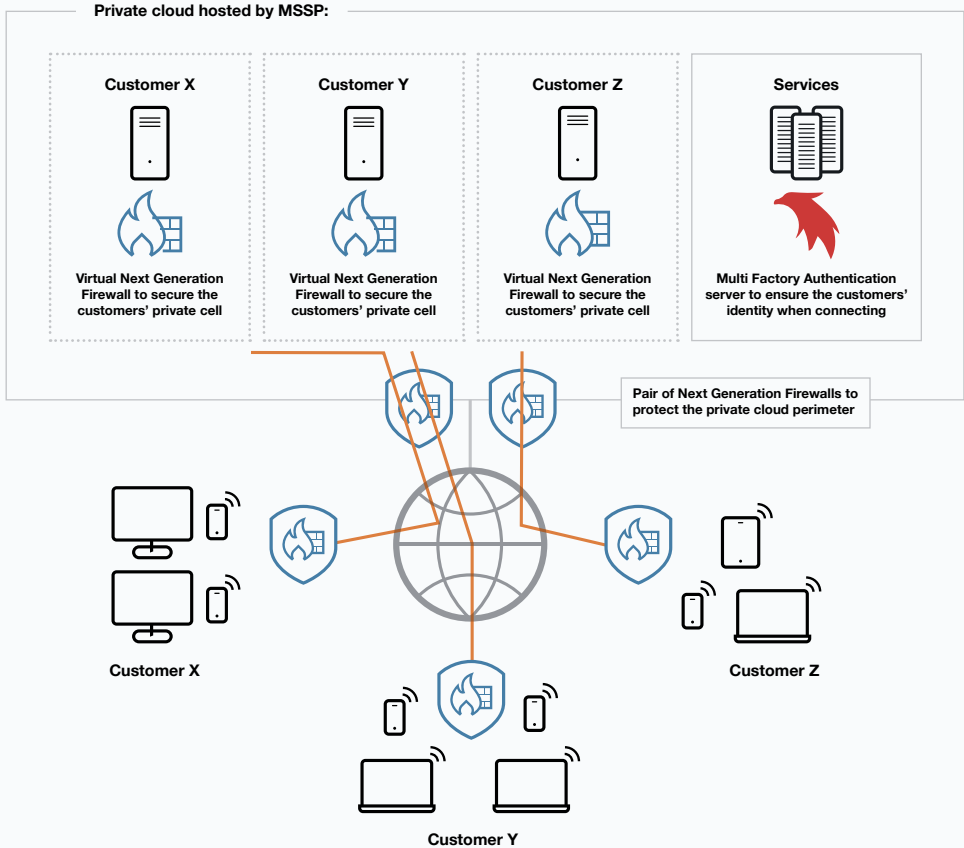 Private cloud hosted by MSSP:
Customer X
Virtual Next Generation
Firewall to secure the
customers’ private cell
Customer Y
Virtual Next Generation
Firewall to secure the
customers’ private cell
Customer Z
Virtual Next Generation
Firewall to secure the
customers’ private cell
Services
Multi Factory Authentication
server to ensure the customers’
identity when connecting
Pair of Next Generation Firewalls to
protect the private cloud perimeter
Customer X
Customer Z
Customer Y